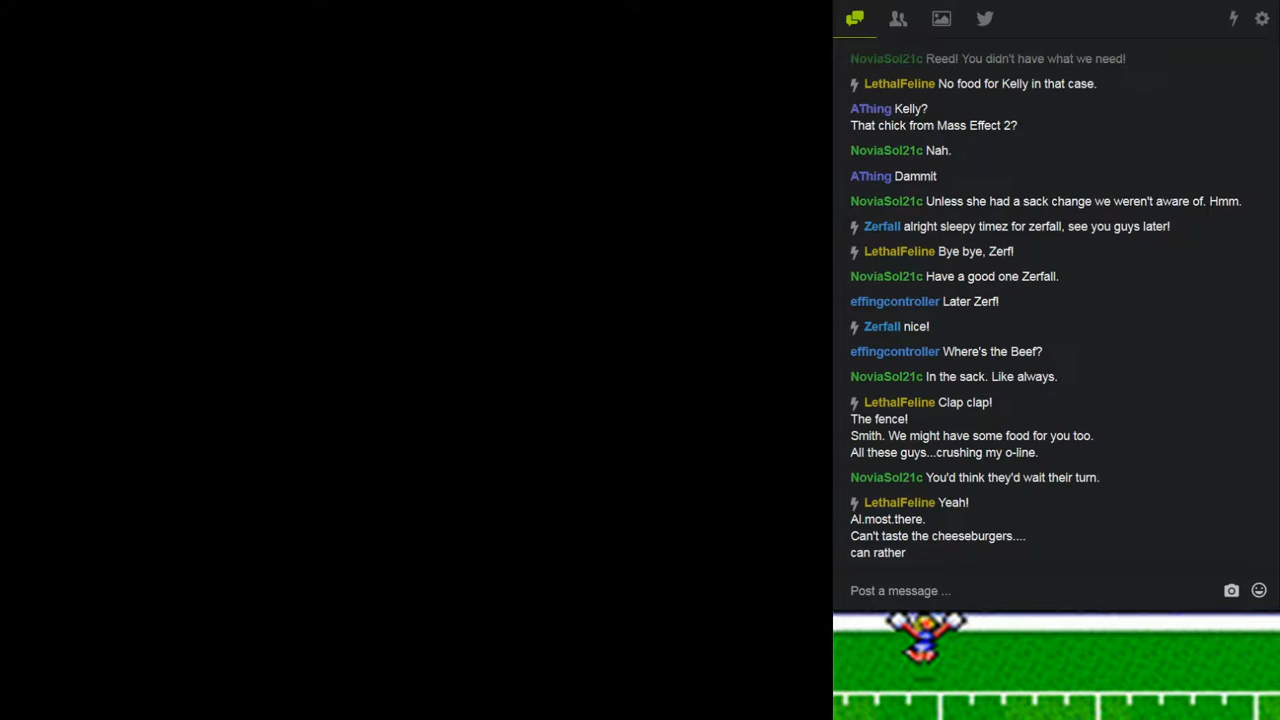 NoviaSol21c Reed! You didn't have what we need!
LethalFeline No food for Kelly in that case.
AThing Kelly?
That chick from Mass Effect 2?
NoviaSol21c Nah.
AThing Dammit
NoviaSol21c Unless she had a sack change we weren't aware of. Hmm.
Zerfall alright sleepy timez for zerfall, see you guys later!
LethalFeline Bye bye, Zerf!
NoviaSol21c Have a good one Zerfall.
effingcontroller Later Zerf!
Zerfall nice!
effingcontroller Where's the Beef?
NoviaSol21c In the sack. Like always.
LethalFeline Clap clap!
The fence!
Smith. We might have some food for you too.
All these guys...crushing my o-line.
NoviaSol21c You'd think they'd wait their turn.
LethalFeline Yeah!
Al.most.there.
Can't taste the cheeseburgers....
can rather
Post a message ...